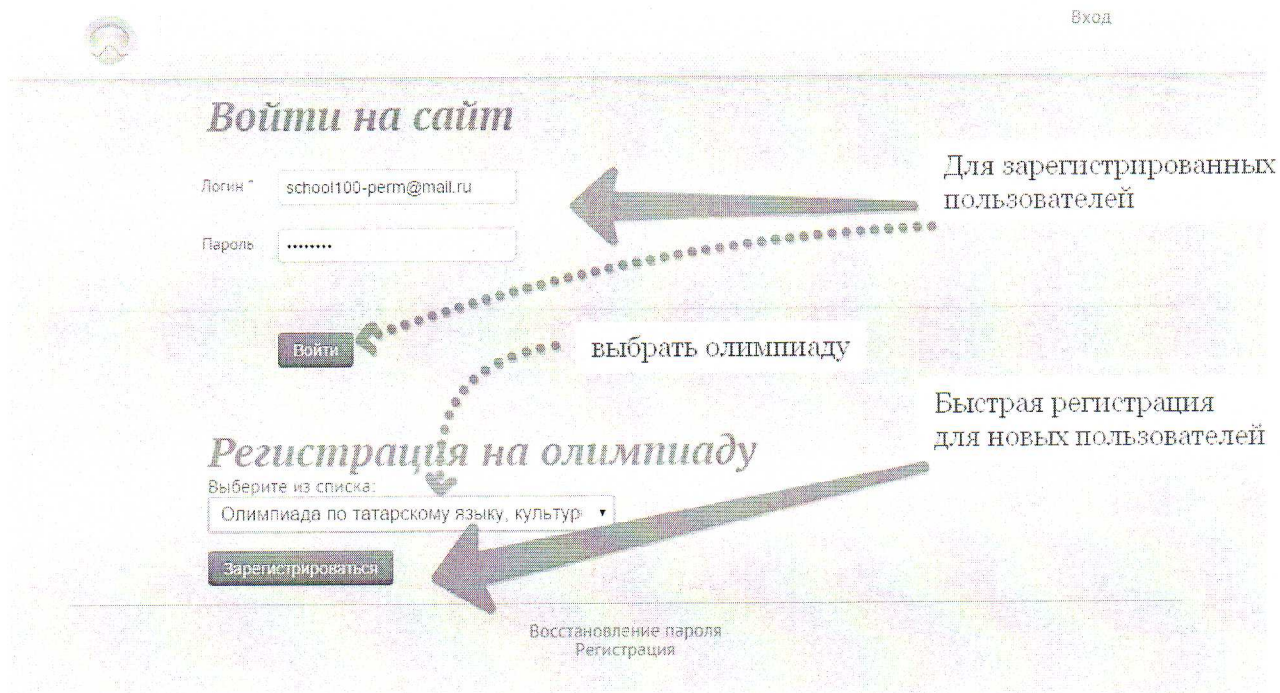 Вход
Войти на сайт
Для зарегистрированных
пользователей
Логин *
school100-perm@mail.ru
Пароль
••••••••
Войти
выбрать олимпиаду
Быстрая регистрация
для новых пользователей
Регистрация на олимпиаду
Выберите из списка:
Олимпиада по татарскому языку, культур
Зарегистрироваться
Восстановление пароля
Регистрация